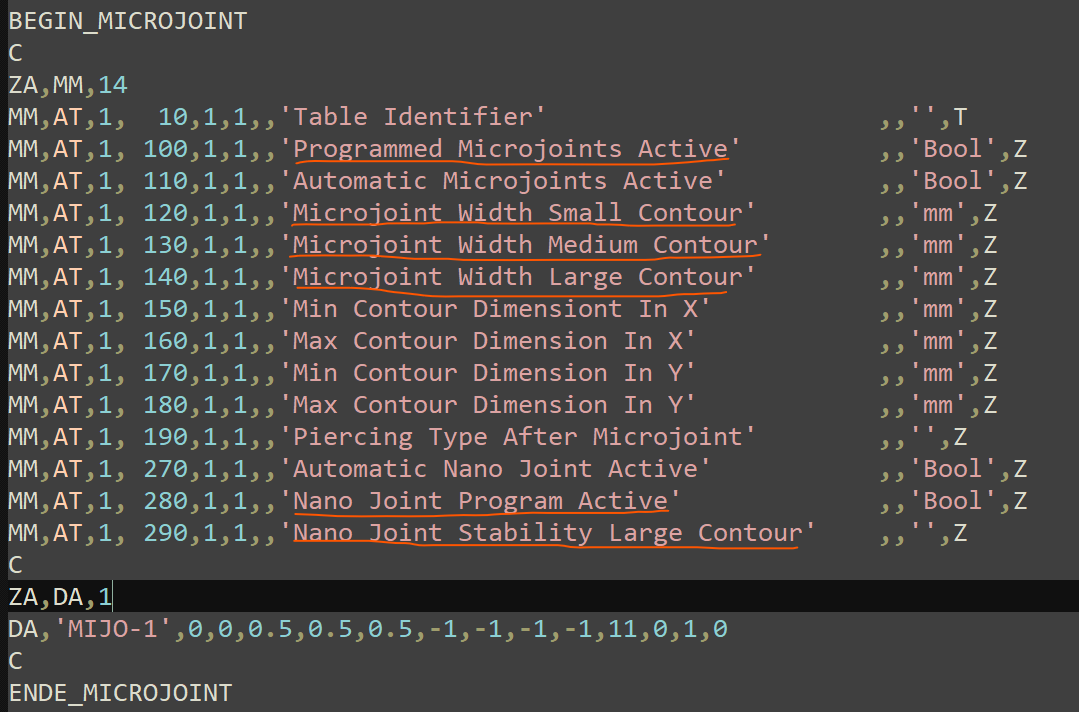 BEGIN_MICROJOINT
C
ZA,MM,14
MM,AT,1,  10,1,1,,'Table Identifier'                      ,,'',T
MM,AT,1, 100,1,1,,'Programmed Microjoints Active'         ,,'Bool',Z
MM,AT,1, 110,1,1,,'Automatic Microjoints Active'          ,,'Bool',Z
MM,AT,1, 120,1,1,,'Microjoint Width Small Contour'        ,,'mm',Z
MM,AT,1, 130,1,1,,'Microjoint Width Medium Contour'       ,,'mm',Z
MM,AT,1, 140,1,1,,'Microjoint Width Large Contour'        ,,'mm',Z
MM,AT,1, 150,1,1,,'Min Contour Dimensiont In X'           ,,'mm',Z
MM,AT,1, 160,1,1,,'Max Contour Dimension In X'            ,,'mm',Z
MM,AT,1, 170,1,1,,'Min Contour Dimension In Y'            ,,'mm',Z
MM,AT,1, 180,1,1,,'Max Contour Dimension In Y'            ,,'mm',Z
MM,AT,1, 190,1,1,,'Piercing Type After Microjoint'        ,,'',Z
MM,AT,1, 270,1,1,,'Automatic Nano Joint Active'           ,,'Bool',Z
MM,AT,1, 280,1,1,,'Nano Joint Program Active'             ,,'Bool',Z
MM,AT,1, 290,1,1,,'Nano Joint Stability Large Contour'    ,,'',Z
C
ZA,DA,1
DA,'MIJO-1',0,0,0.5,0.5,0.5,-1,-1,-1,-1,11,0,1,0
C
ENDE_MICROJOINT